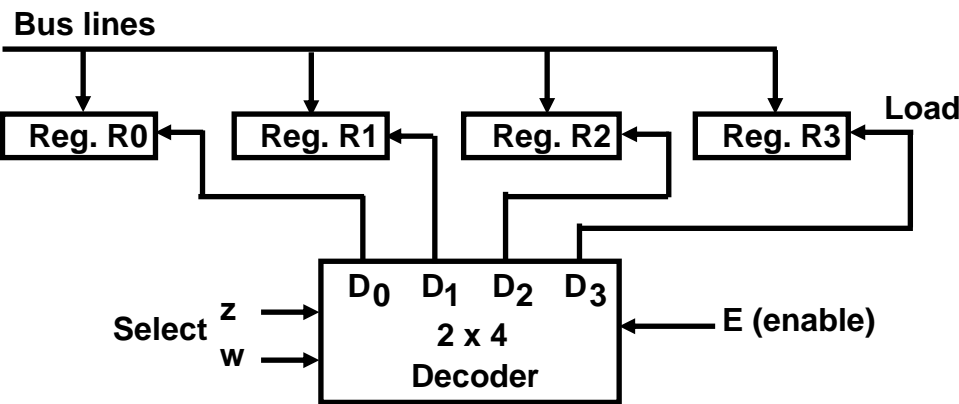 Bus lines
Load
Reg. R0 Reg. R1 Reg. R2 Reg. R3
D0 D1 D2 D3
z
Select
w
2 x 4
Decoder
E (enable)